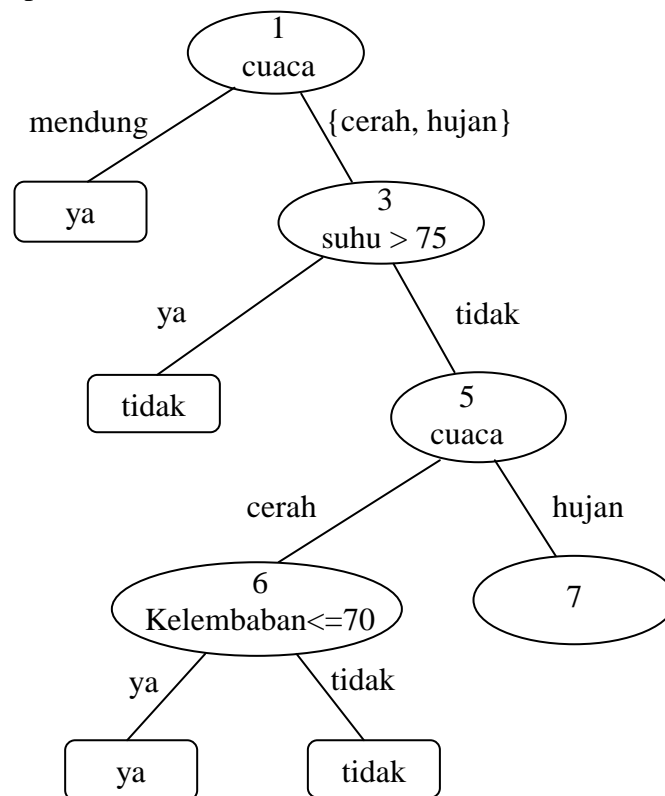 1
cuaca
mendung
{cerah, hujan}
ya
3
suhu > 75
ya
tidak
tidak
5
cuaca
cerah
hujan
6
Kelembaban<=70
7
ya
tidak
ya
tidak